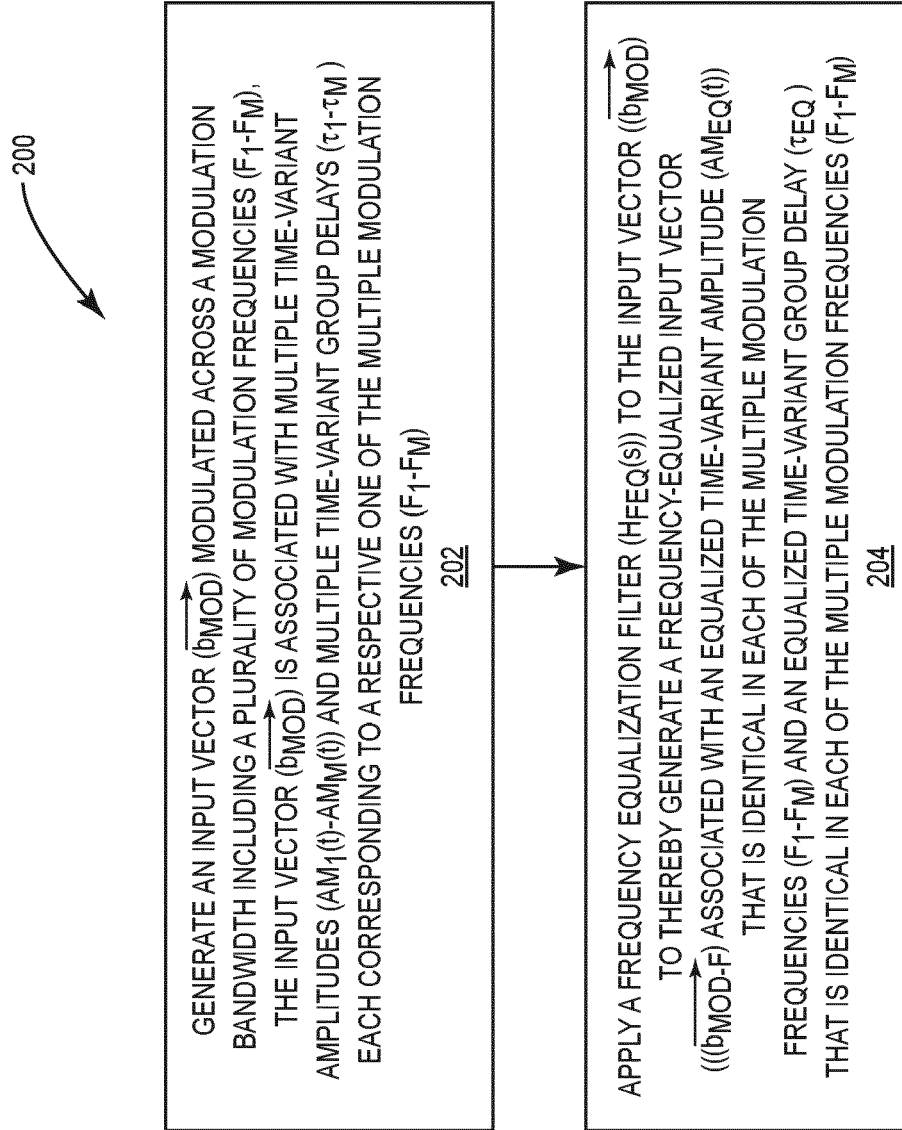 200
GENERATE AN INPUT VECTOR (b⃗MOD) MODULATED ACROSS A MODULATION
BANDWIDTH INCLUDING A PLURALITY OF MODULATION FREQUENCIES (F1-FM),
THE INPUT VECTOR (b⃗MOD) IS ASSOCIATED WITH MULTIPLE TIME-VARIANT
AMPLITUDES (AM1(t)-AMM(t)) AND MULTIPLE TIME-VARIANT GROUP DELAYS (τ1-τM )
EACH CORRESPONDING TO A RESPECTIVE ONE OF THE MULTIPLE MODULATION
FREQUENCIES (F1-FM)
202
APPLY A FREQUENCY EQUALIZATION FILTER (HFEQ(s)) TO THE INPUT VECTOR ((b⃗MOD)
TO THEREBY GENERATE A FREQUENCY-EQUALIZED INPUT VECTOR
(((b⃗MOD-F) ASSOCIATED WITH AN EQUALIZED TIME-VARIANT AMPLITUDE (AMEQ(t))
THAT IS IDENTICAL IN EACH OF THE MULTIPLE MODULATION
FREQUENCIES (F1-FM) AND AN EQUALIZED TIME-VARIANT GROUP DELAY (τEQ )
THAT IS IDENTICAL IN EACH OF THE MULTIPLE MODULATION FREQUENCIES (F1-FM)
204